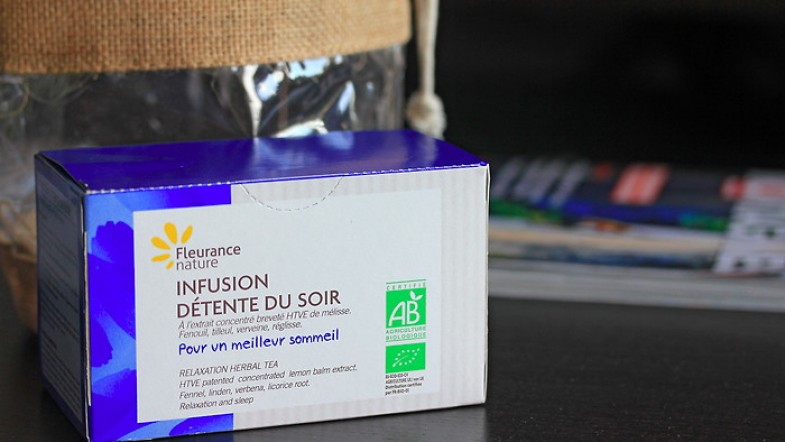 Fleurance
nature
INFUSION
DÉTENTE DU SOIR
À l'extrait concentré breveté HTVE de mélisse.
Fenouil, tilleul, verveine, réglisse.
Pour un meilleur sommeil
RELAXATION HERBAL TEA
HTVE patented concentrated lemon balm extract.
Fennel, linden, verbena, licorice root.
Relaxation and sleep
CERTIFIÉ
AB
AGRICULTURE
BIOLOGIQUE